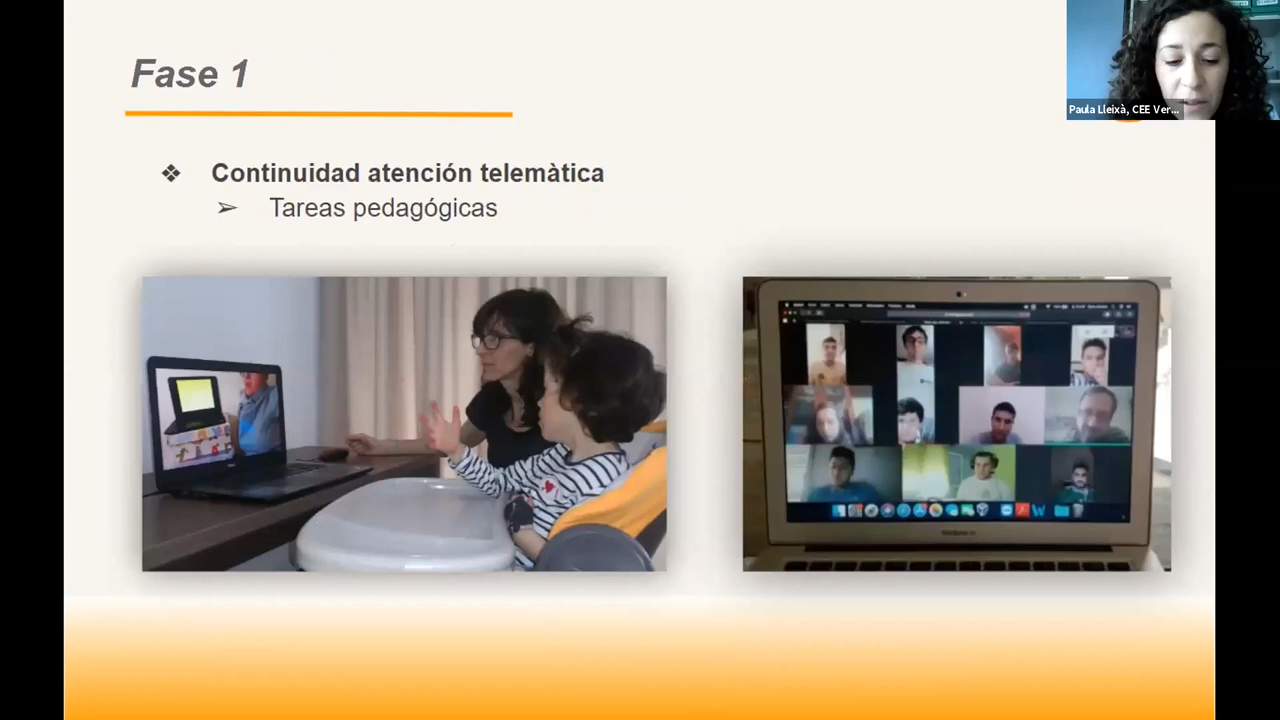 Fase 1
Paula Lleixà, CEE Ver...
❖ Continuidad atención telemàtica
➢ Tareas pedagógicas